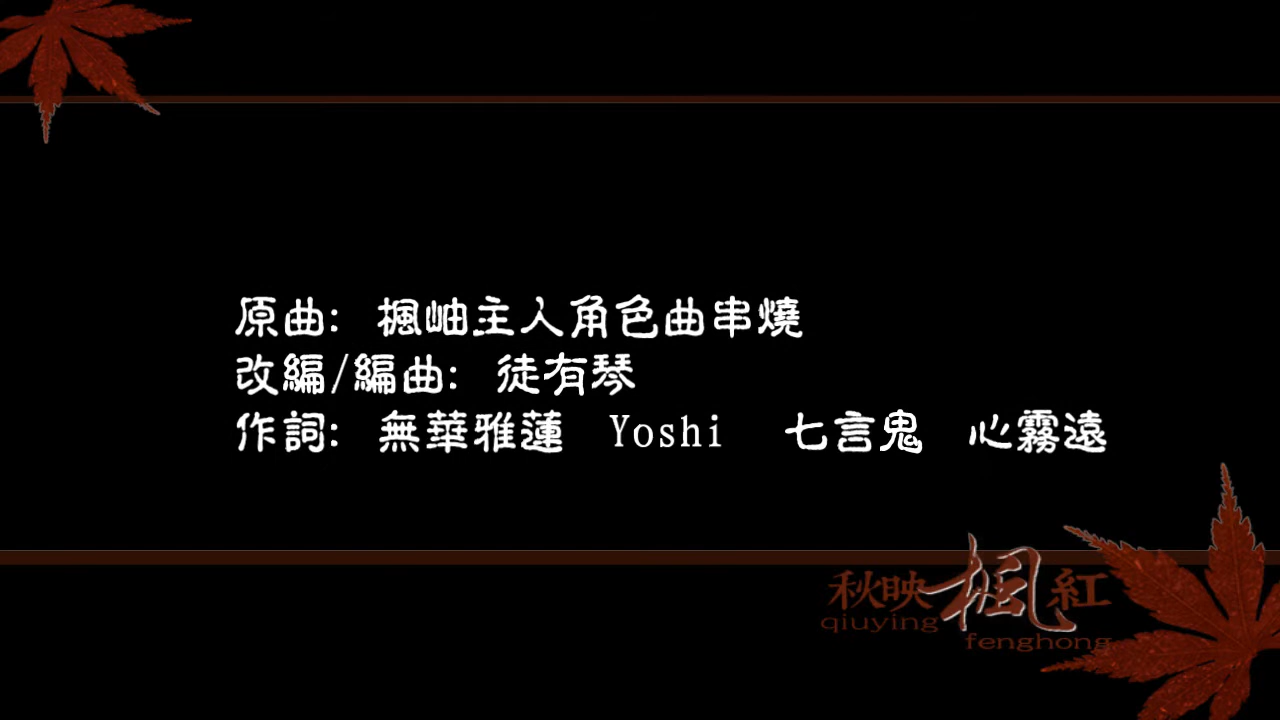 原曲: 楓岫主人角色曲串燒
改編/編曲: 徒有琴
作詞: 無華雅蓮 Yoshi 七言鬼 心霧遠
秋映楓紅
qiuying
fenghong